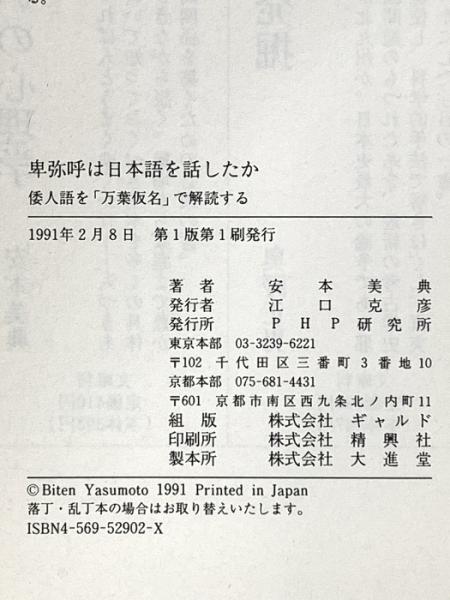 る。
卑弥呼は日本語を話したか
倭人語を「万葉仮名」で解読する
1991年2月8日 第1版第1刷発行
著者 安本美典
発行者 江口克彦
発行所 PHP研究所
東京本部 03-3239-6221
〒102 千代田区三番町3番地10
京都本部 075-681-4431
〒601 京都市南区西九条北ノ内町11
組版 株式会社ギャルド
印刷所 株式会社精興社
製本所 株式会社大進堂
©Biten Yasumoto 1991 Printed in Japan
落丁・乱丁本の場合はお取り替えいたします。
ISBN4-569-52902-X